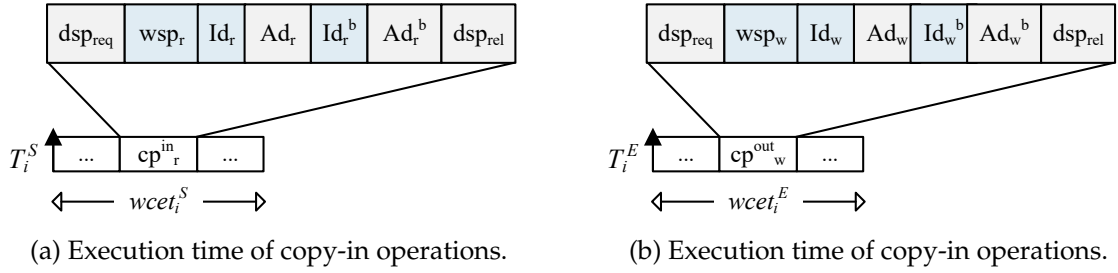 dsp_req wsp_r Id_r Ad_r Id_r^b Ad_r^b dsp_rel
T_i^S ... cp^in_r ...
wcet_i^S
(a) Execution time of copy-in operations.
dsp_req wsp_w Id_w Ad_w Id_w^b Ad_w^b dsp_rel
T_i^E ... cp^out_w ...
wcet_i^E
(b) Execution time of copy-in operations.